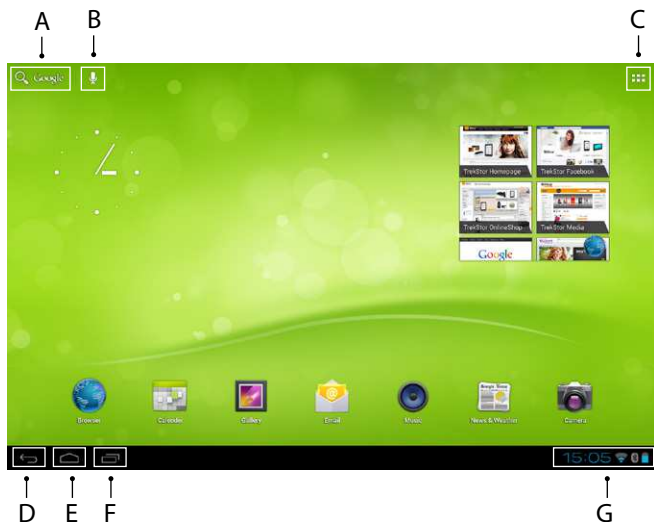 A B C
Google
TrekStor Homepage TrekStor Facebook
TrekStor OnlineShop TrekStor Media
Google
Browser Calendar Gallery Email Music News & Weather Camera
15:05
D E F G